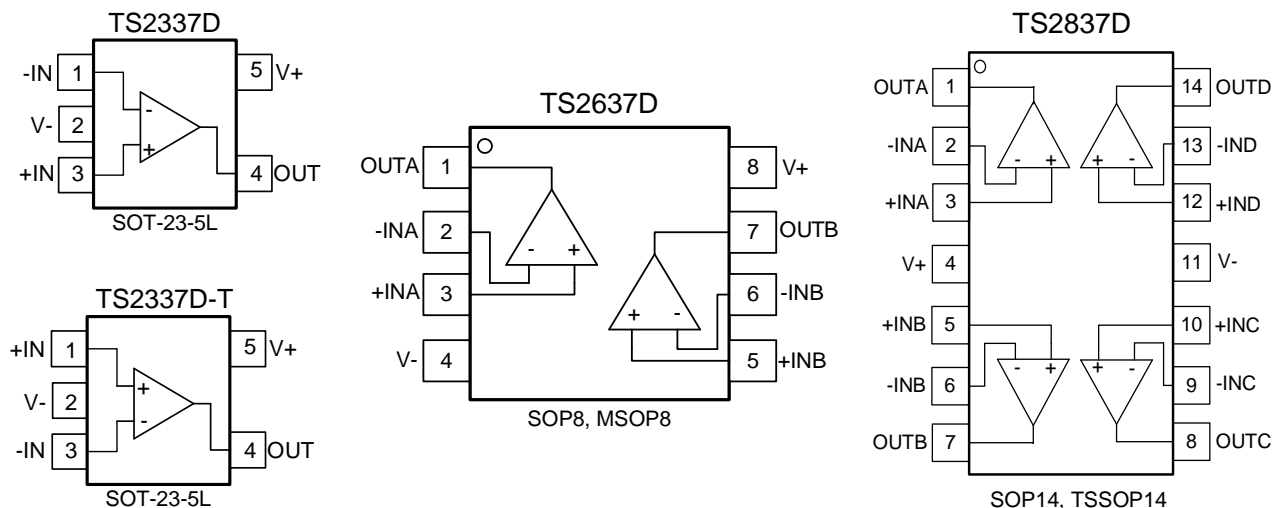 TS2337D
-IN 1 5 V+
V- 2
+IN 3 4 OUT
- +
SOT-23-5L
TS2337D-T
+IN 1 5 V+
V- 2
-IN 3 4 OUT
+ -
SOT-23-5L
TS2637D
OUTA 1 8 V+
-INA 2 7 OUTB
- +
+INA 3 6 -INB
+ -
V- 4 5 +INB
SOP8, MSOP8
TS2837D
OUTA 1 14 OUTD
-INA 2 13 -IND
- + + -
+INA 3 12 +IND
V+ 4 11 V-
+INB 5 10 +INC
- + + -
-INB 6 9 -INC
OUTB 7 8 OUTC
SOP14, TSSOP14